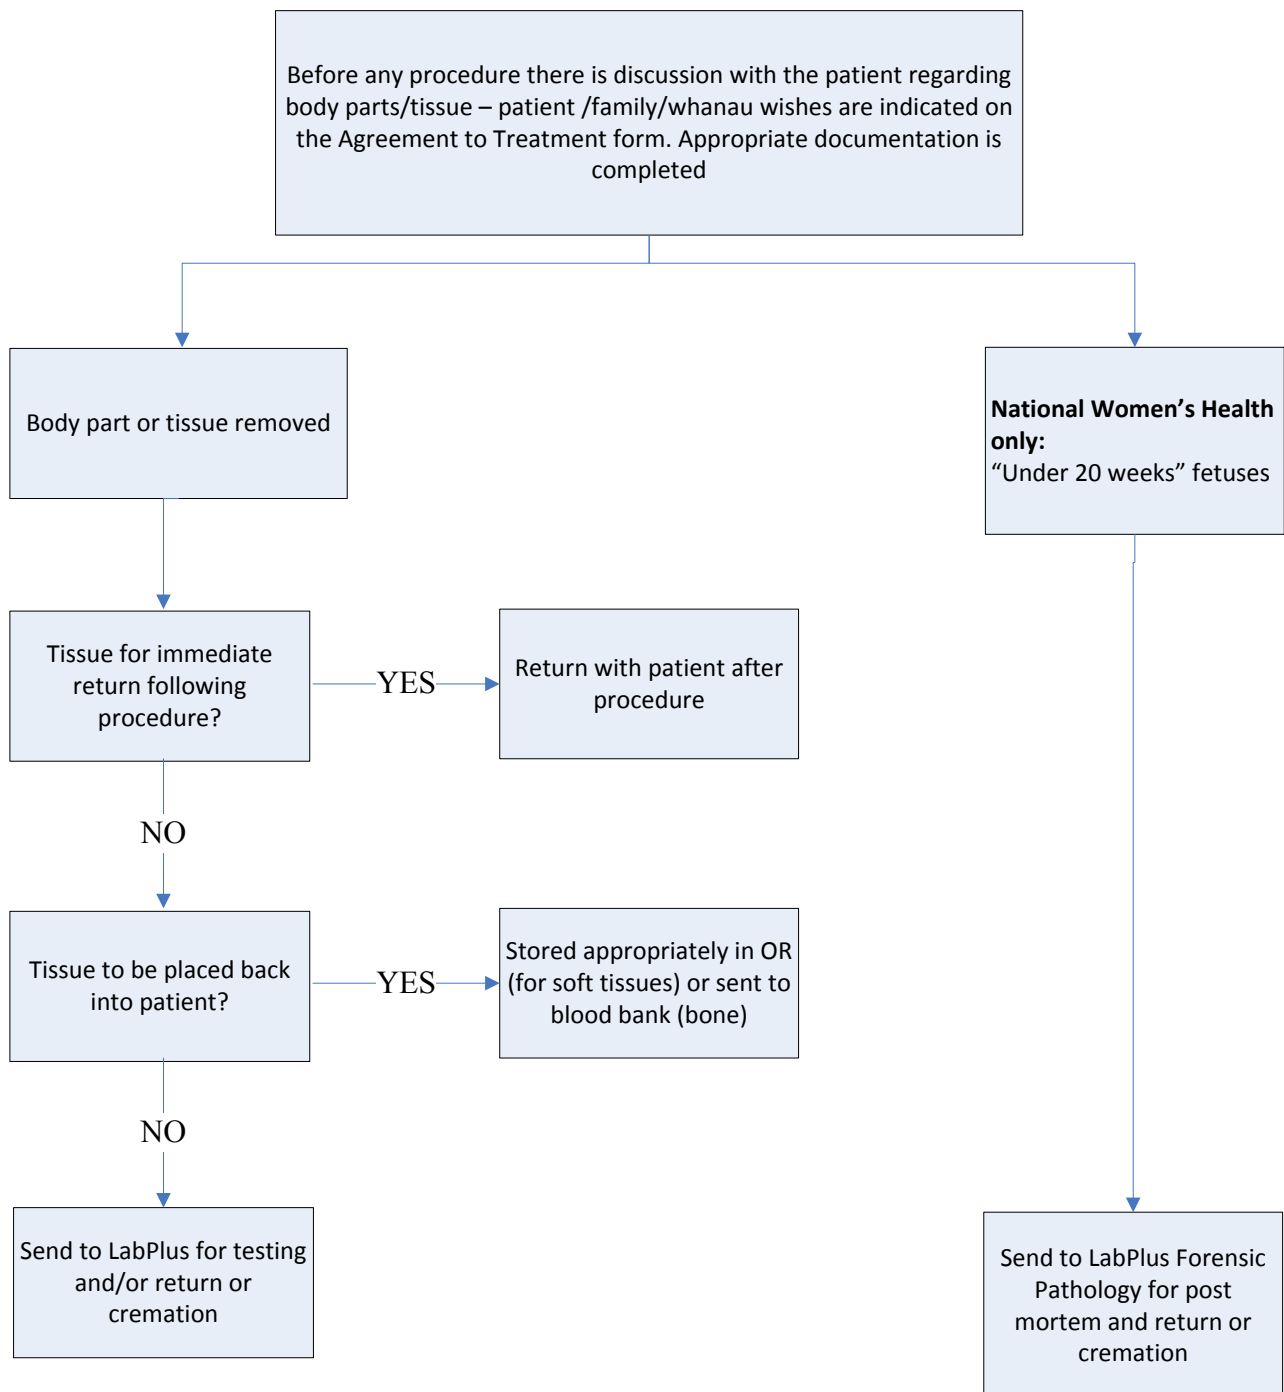 Before any procedure there is discussion with the patient regarding
body parts/tissue – patient /family/whanau wishes are indicated on
the Agreement to Treatment form. Appropriate documentation is
completed
Body part or tissue removed
National Women’s Health
only:
“Under 20 weeks” fetuses
Tissue for immediate
return following
procedure?
YES
Return with patient after
procedure
NO
Tissue to be placed back
into patient?
YES
Stored appropriately in OR
(for soft tissues) or sent to
blood bank (bone)
NO
Send to LabPlus for testing
and/or return or
cremation
Send to LabPlus Forensic
Pathology for post
mortem and return or
cremation